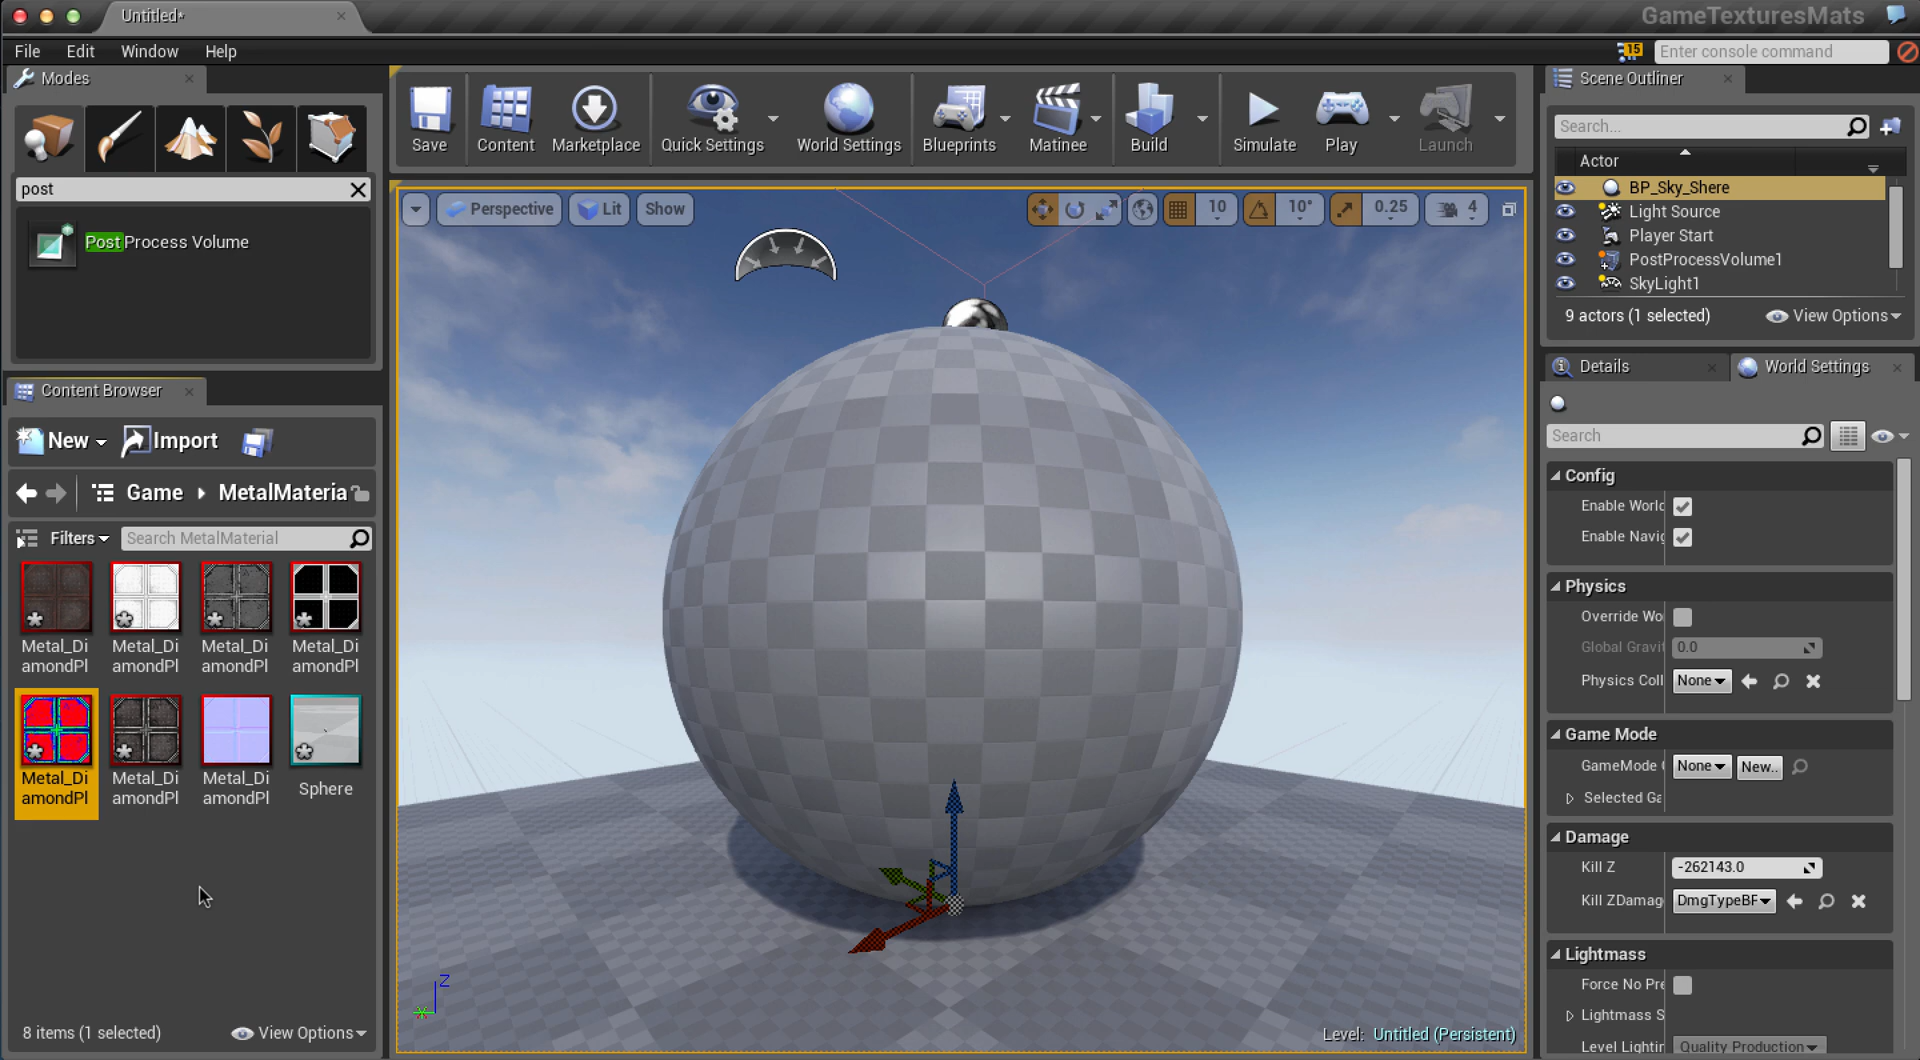 Untitled*
GameTexturesMats
File Edit Window Help
15
Enter console command
Modes
post
Post Process Volume
Save
Content
Marketplace
Quick Settings
World Settings
Blueprints
Matinee
Build
Simulate
Play
Launch
Scene Outliner
Search...
Actor
BP_Sky_Shere
Light Source
Player Start
PostProcessVolume1
SkyLight1
9 actors (1 selected)
View Options
Perspective
Lit
Show
10
10°
0.25
4
Content Browser
New
Import
Game
MetalMateria
Filters
Search MetalMaterial
Metal_Di
amondPl
Metal_Di
amondPl
Metal_Di
amondPl
Metal_Di
amondPl
Metal_Di
amondPl
Metal_Di
amondPl
Metal_Di
amondPl
Sphere
8 items (1 selected)
View Options
Z
Level: Untitled (Persistent)
Details
World Settings
Search
Config
Enable World
Enable Navig
Physics
Override Wo
Global Gravit
0.0
Physics Coll
None
Game Mode
GameMode
None
New..
Selected Ga
Damage
Kill Z
-262143.0
Kill ZDamag
DmgTypeBF
Lightmass
Force No Pre
Lightmass S
Level Lightin
Quality Production